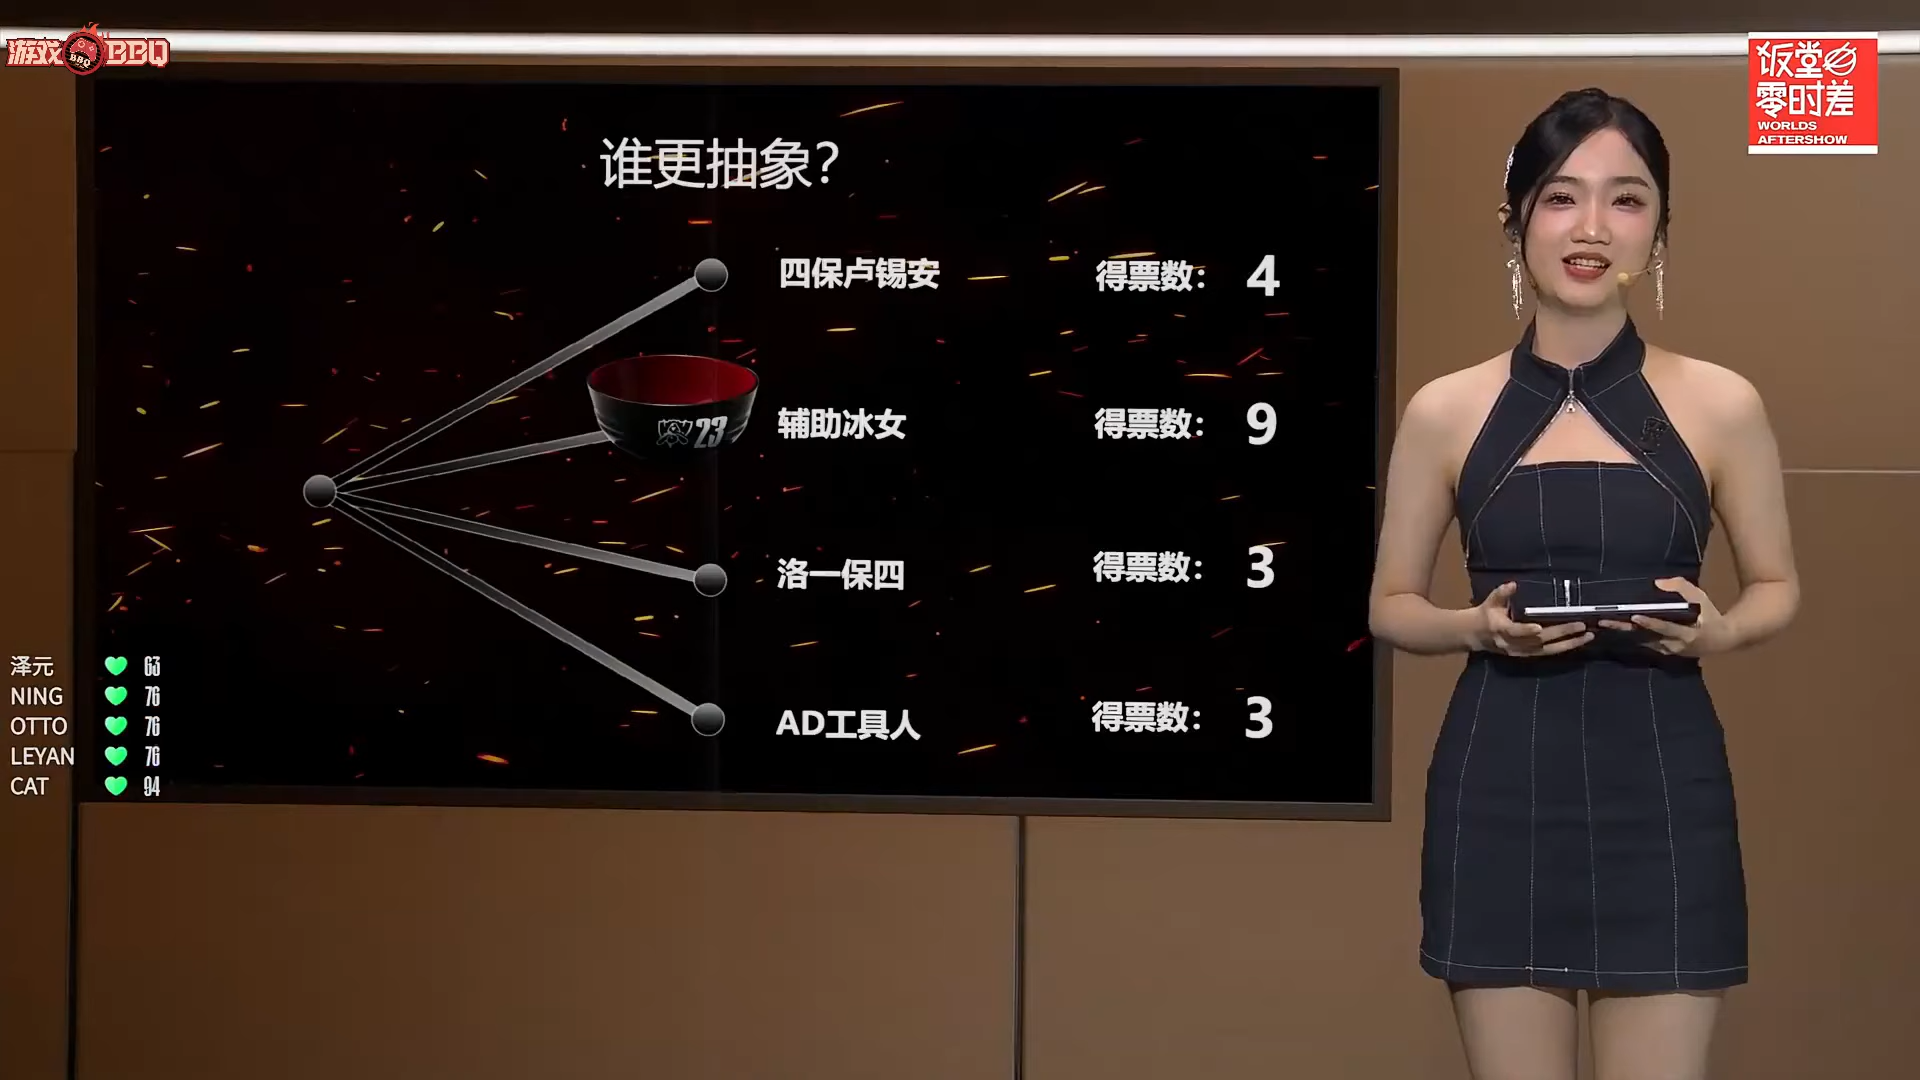 游戏BBQ
饭堂
零时差
WORLDS
AFTERSHOW
谁更抽象？
四保卢锡安 得票数： 4
23
辅助冰女 得票数： 9
洛一保四 得票数： 3
AD工具人 得票数： 3
泽元 63
NING 76
OTTO 76
LEYAN 76
CAT 94